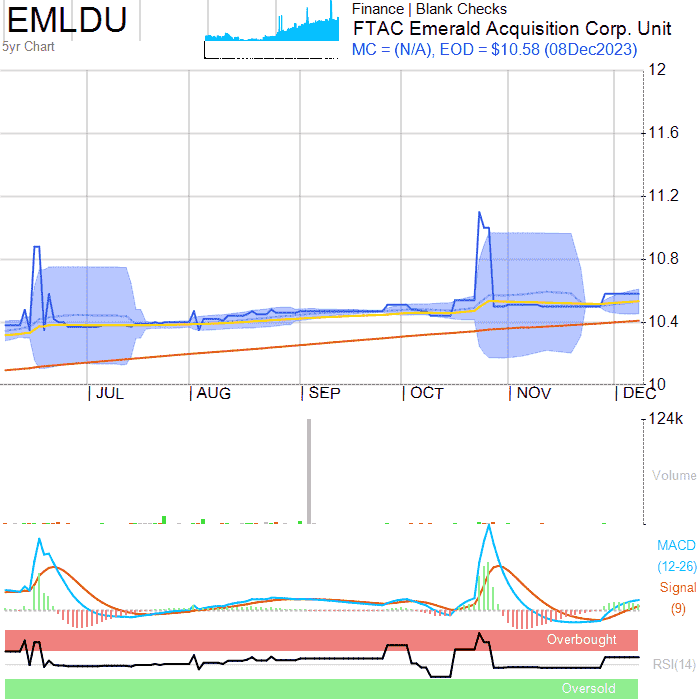 EMLDU
5yr Chart
Finance | Blank Checks
FTAC Emerald Acquisition Corp. Unit
MC = (N/A), EOD = $10.58 (08Dec2023)
12
11.6
11.2
10.8
10.4
10
JUL AUG SEP OCT NOV DEC
124k
Volume
MACD
(12-26)
Signal
(9)
Overbought
RSI(14)
Oversold